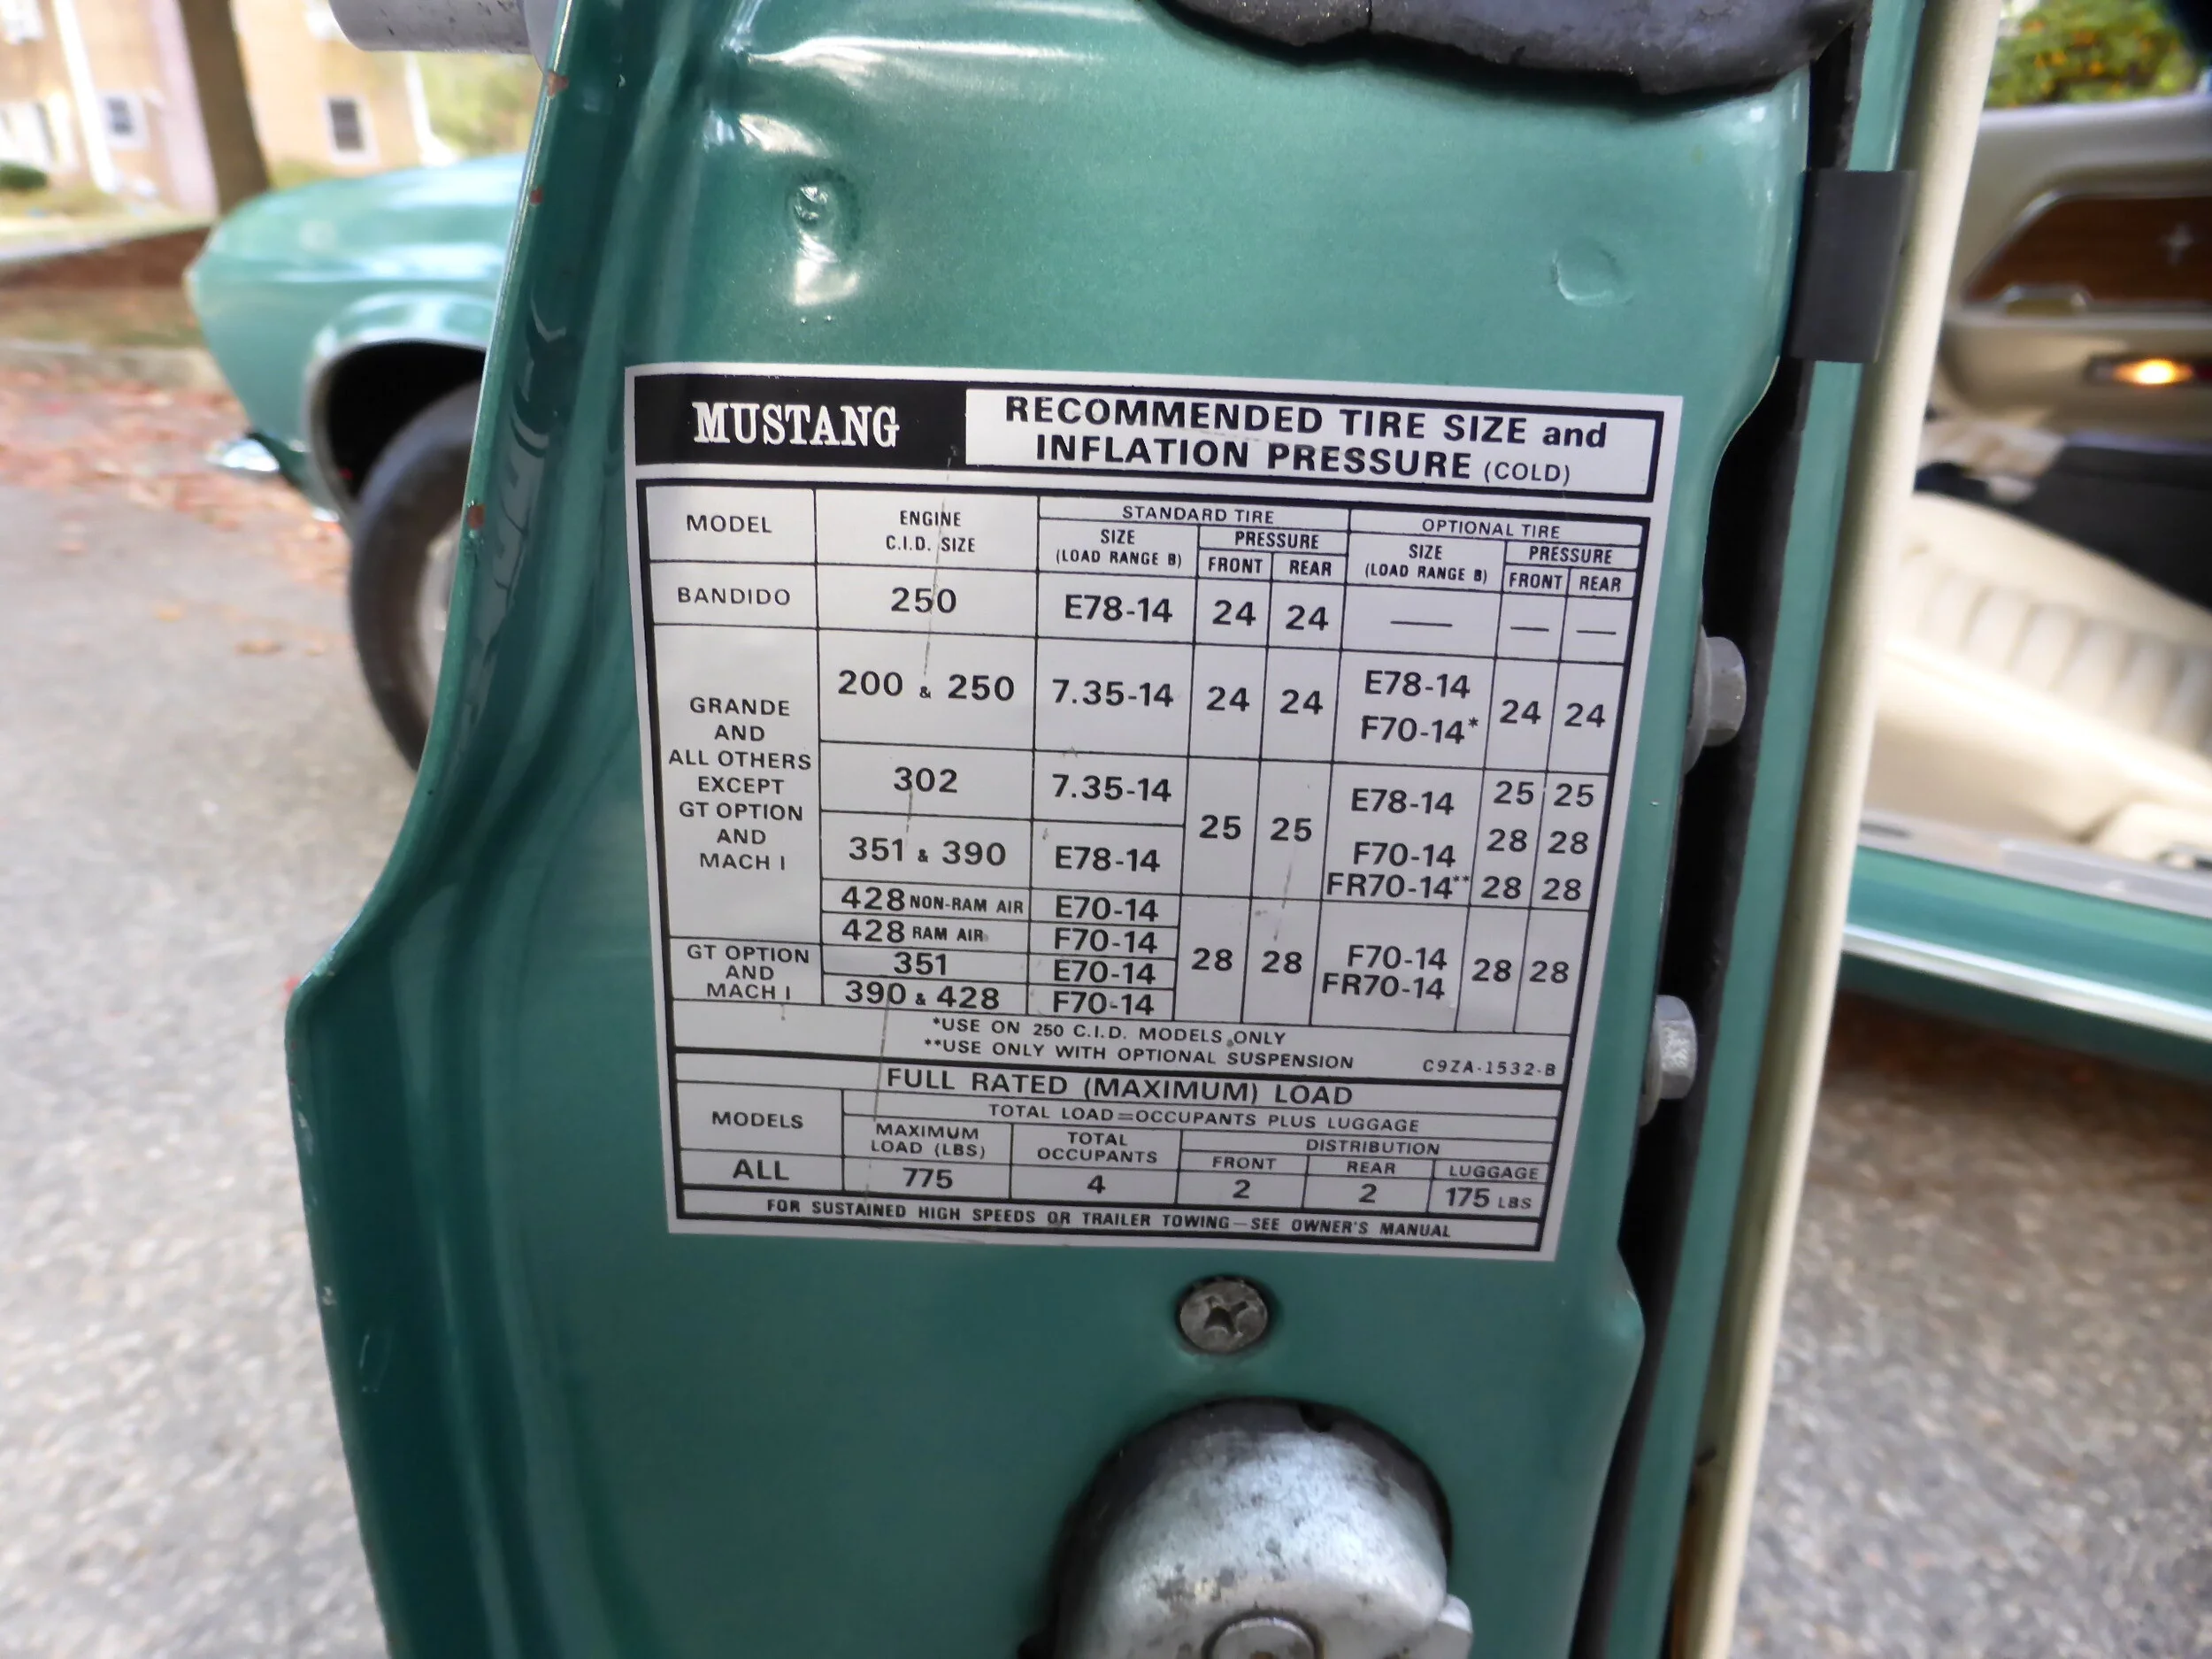 MUSTANG
RECOMMENDED TIRE SIZE and
INFLATION PRESSURE (COLD)
MODEL
ENGINE
C.I.D. SIZE
STANDARD TIRE
SIZE
(LOAD RANGE B)
PRESSURE
FRONT REAR
OPTIONAL TIRE
SIZE
(LOAD RANGE B)
PRESSURE
FRONT REAR
BANDIDO 250 E78-14 24 24 — — —
GRANDE
AND
ALL OTHERS
EXCEPT
GT OPTION
AND
MACH I
200 & 250 7.35-14 24 24
E78-14
F70-14*
24 24
302 7.35-14
351 & 390 E78-14
25 25
E78-14 25 25
F70-14 28 28
FR70-14** 28 28
428 NON-RAM AIR E70-14
428 RAM AIR F70-14
GT OPTION
AND
MACH I
351 E70-14
390 & 428 F70-14
28 28
F70-14
FR70-14
28 28
*USE ON 250 C.I.D. MODELS ONLY
**USE ONLY WITH OPTIONAL SUSPENSION C9ZA-1532-B
FULL RATED (MAXIMUM) LOAD
MODELS
TOTAL LOAD=OCCUPANTS PLUS LUGGAGE
MAXIMUM
LOAD (LBS)
TOTAL
OCCUPANTS
DISTRIBUTION
FRONT REAR LUGGAGE
ALL 775 4 2 2 175 LBS
FOR SUSTAINED HIGH SPEEDS OR TRAILER TOWING—SEE OWNER'S MANUAL